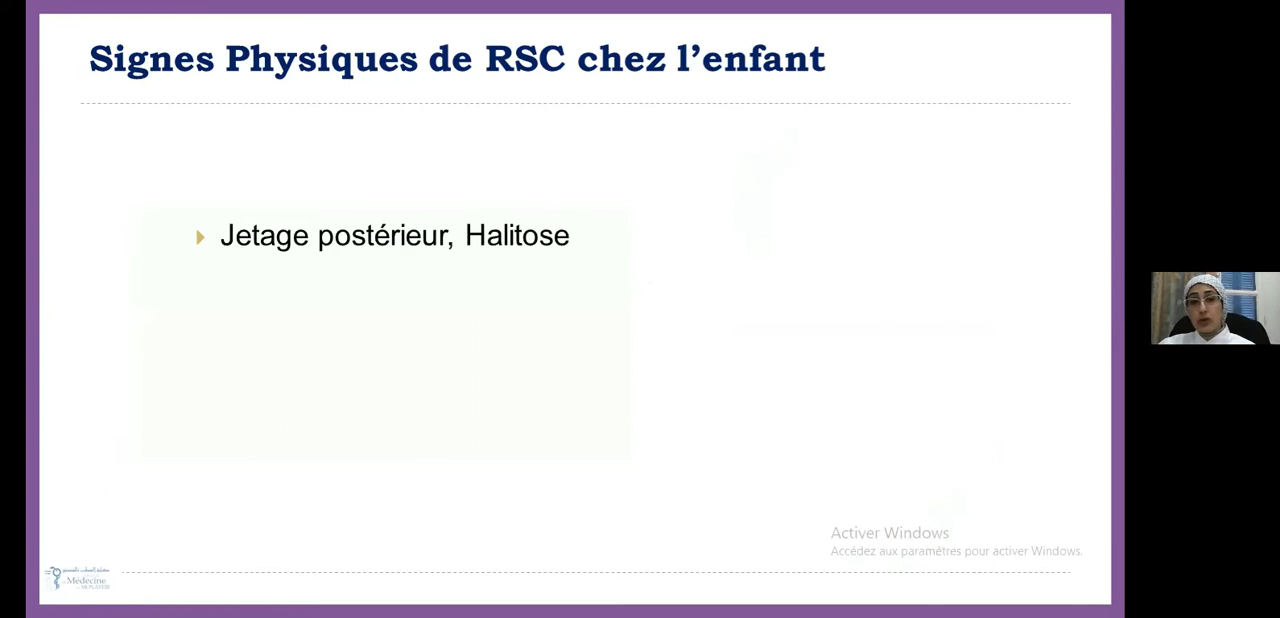 Signes Physiques de RSC chez l’enfant
Jetage postérieur, Halitose
Activer Windows
Accédez aux paramètres pour activer Windows.
Médecine